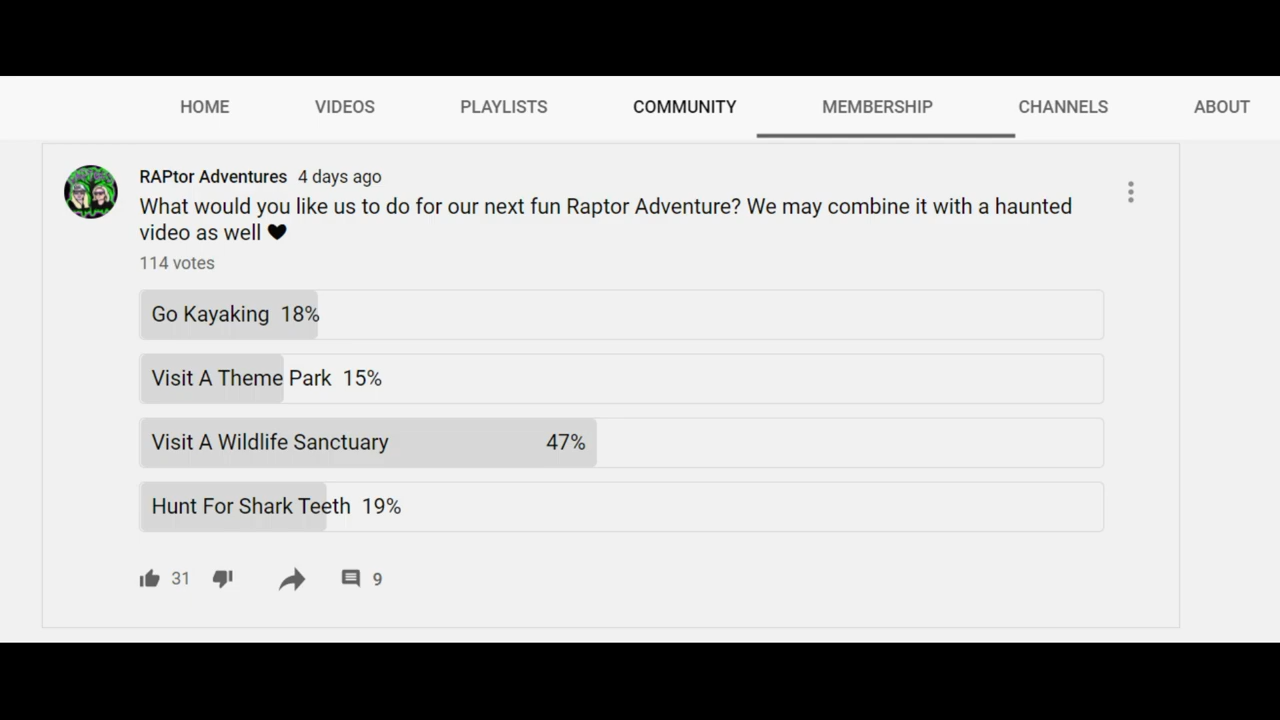 HOME VIDEOS PLAYLISTS COMMUNITY MEMBERSHIP CHANNELS ABOUT
RAPtor Adventures 4 days ago
What would you like us to do for our next fun Raptor Adventure? We may combine it with a haunted
video as well ♥
114 votes
Go Kayaking 18%
Visit A Theme Park 15%
Visit A Wildlife Sanctuary 47%
Hunt For Shark Teeth 19%
31 9